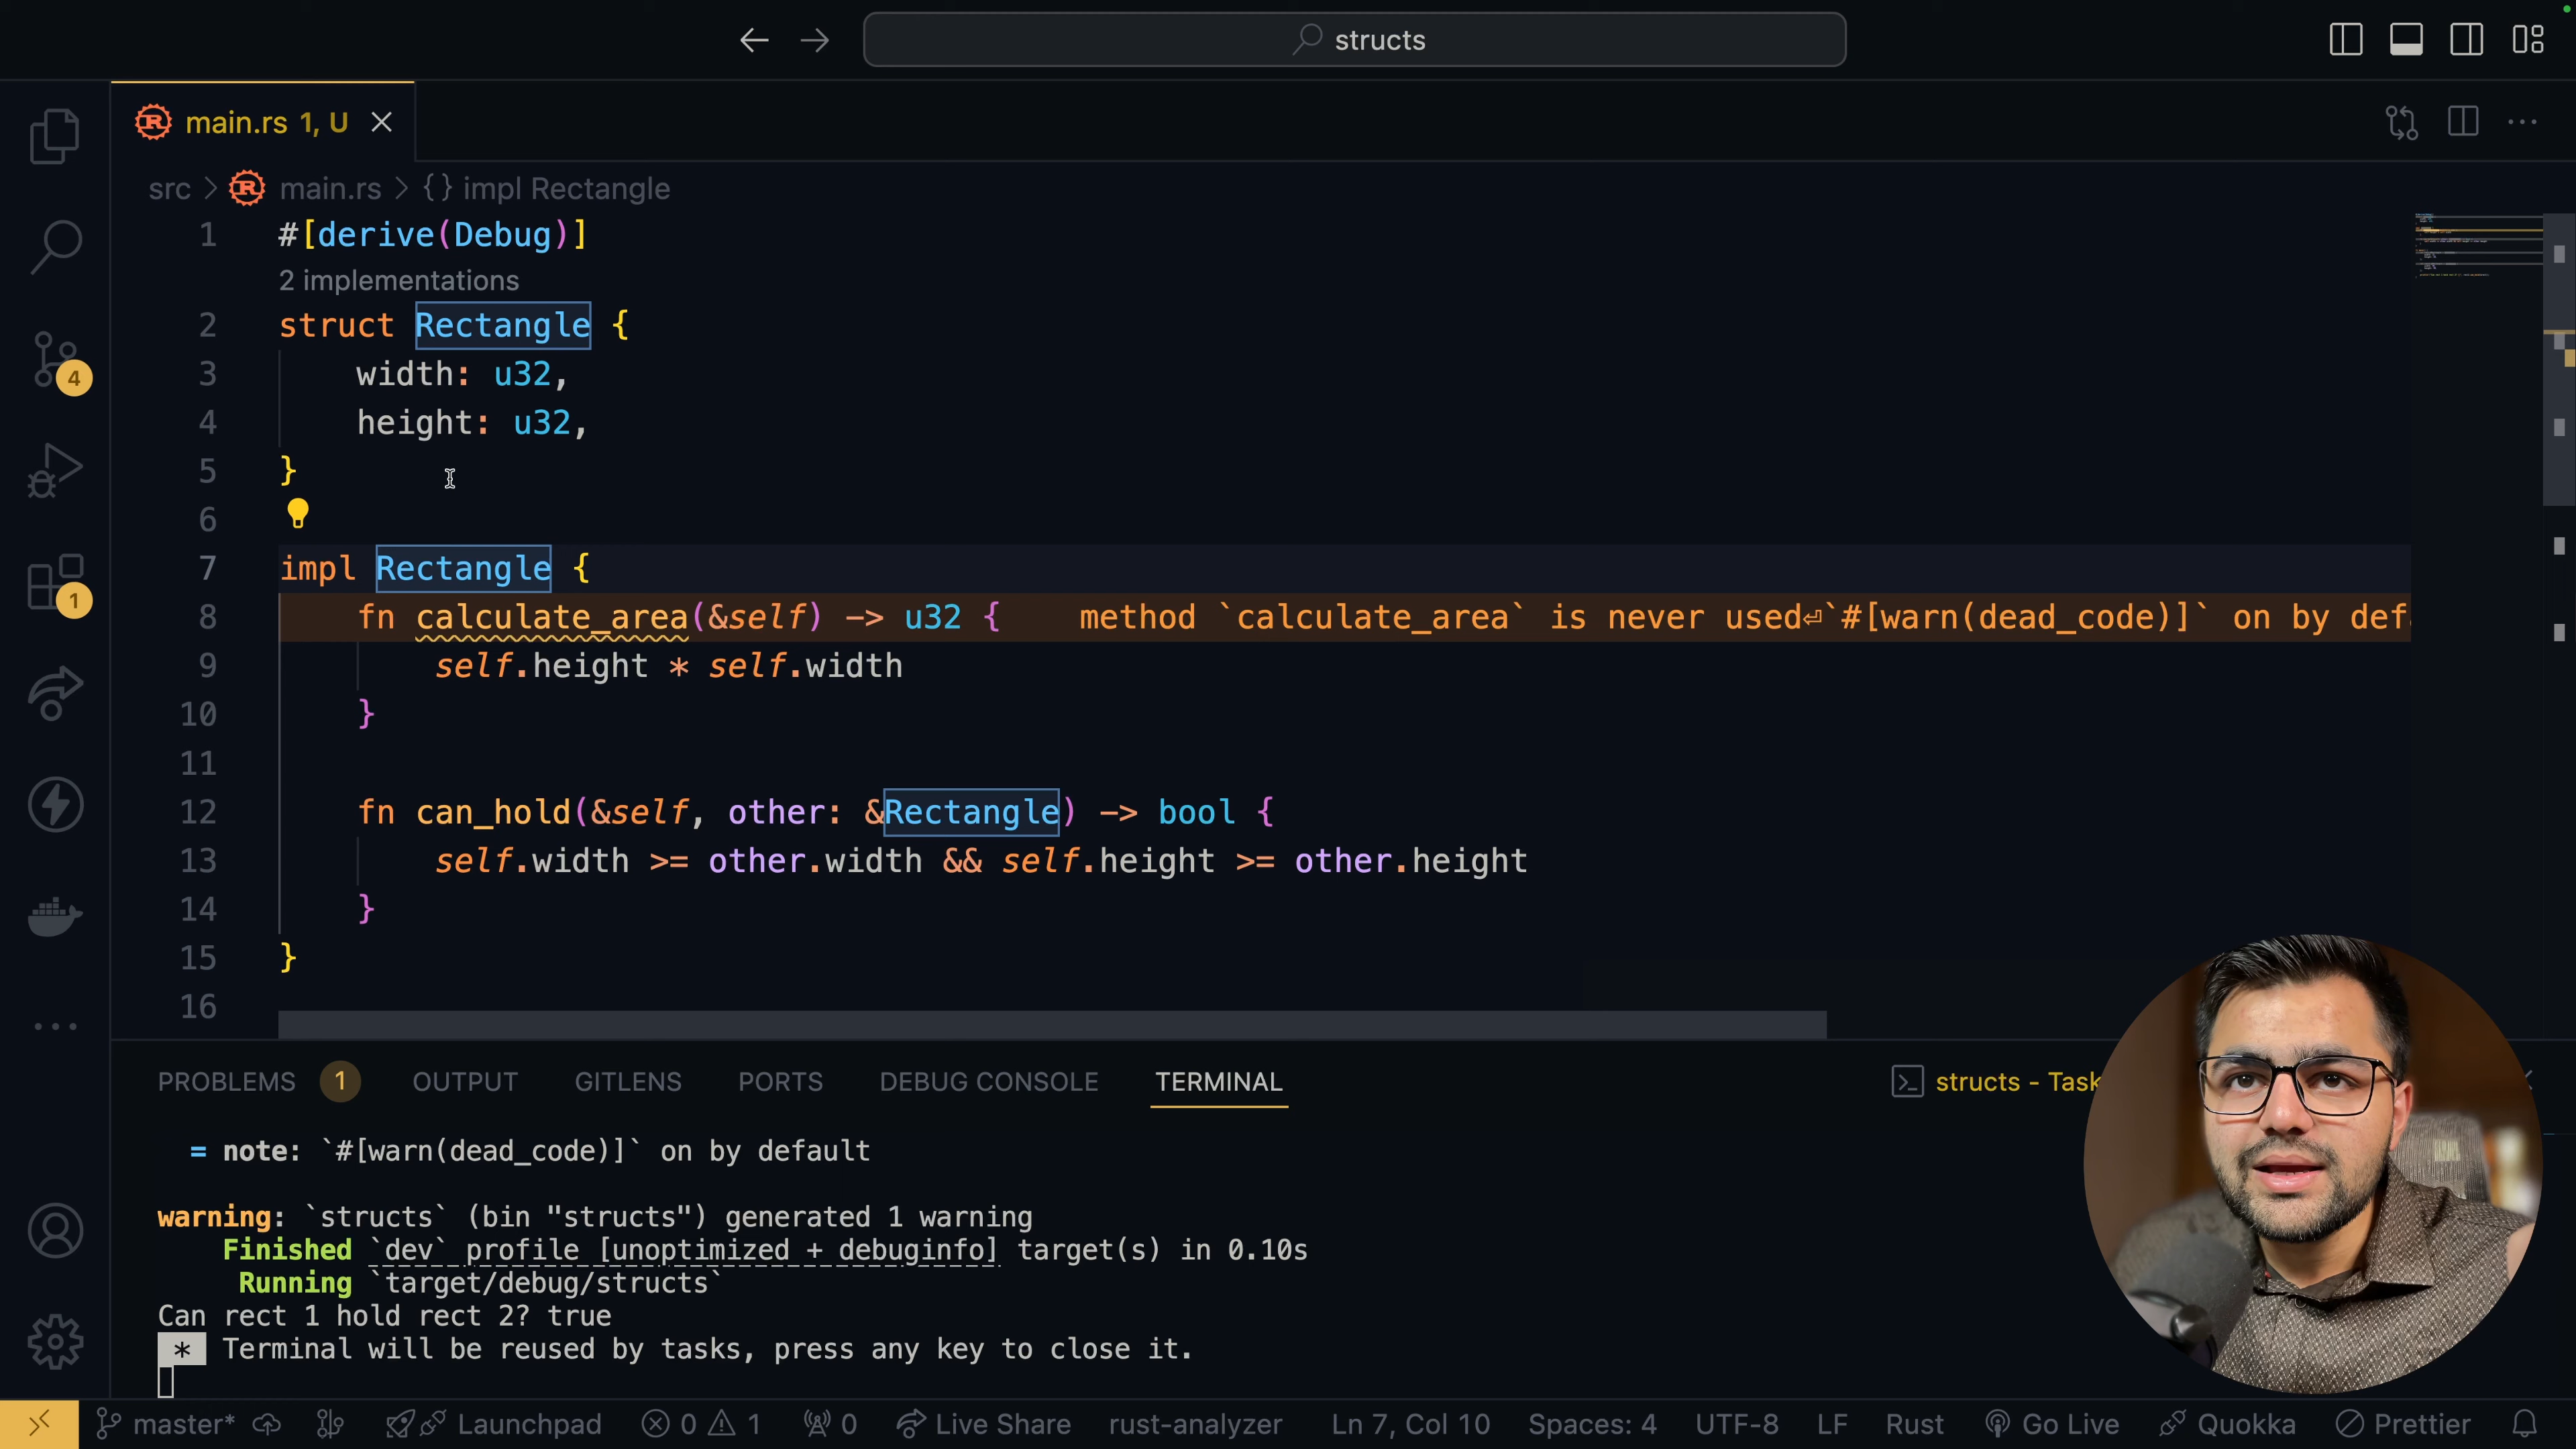 structs
main.rs 1, U
src > main.rs > {} impl Rectangle
1 #[derive(Debug)]
2 implementations
2 struct Rectangle {
3 width: u32,
4 height: u32,
5 }
6
7 impl Rectangle {
8 fn calculate_area(&self) -> u32 { method `calculate_area` is never used⏎`#[warn(dead_code)]` on by def
9 self.height * self.width
10 }
11
12 fn can_hold(&self, other: &Rectangle) -> bool {
13 self.width >= other.width && self.height >= other.height
14 }
15 }
16
4
1
PROBLEMS 1 OUTPUT GITLENS PORTS DEBUG CONSOLE TERMINAL structs - Task
= note: `#[warn(dead_code)]` on by default
warning: `structs` (bin "structs") generated 1 warning
Finished `dev` profile [unoptimized + debuginfo] target(s) in 0.10s
Running `target/debug/structs`
Can rect 1 hold rect 2? true
* Terminal will be reused by tasks, press any key to close it.
master* Launchpad 0 1 0 Live Share rust-analyzer Ln 7, Col 10 Spaces: 4 UTF-8 LF Rust Go Live Quokka Prettier